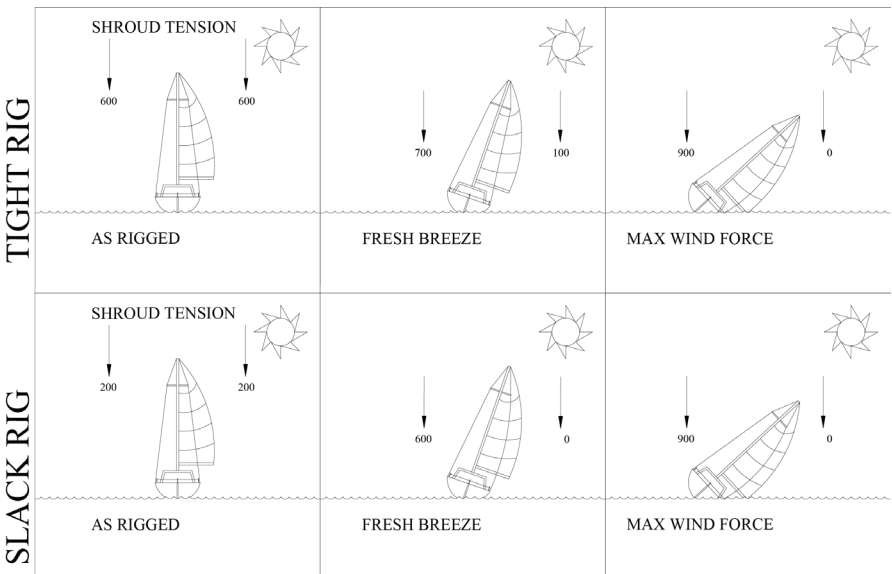 TIGHT RIG
SHROUD TENSION
600
600
AS RIGGED
700
100
FRESH BREEZE
900
0
MAX WIND FORCE
SLACK RIG
SHROUD TENSION
200
200
AS RIGGED
600
0
FRESH BREEZE
900
0
MAX WIND FORCE